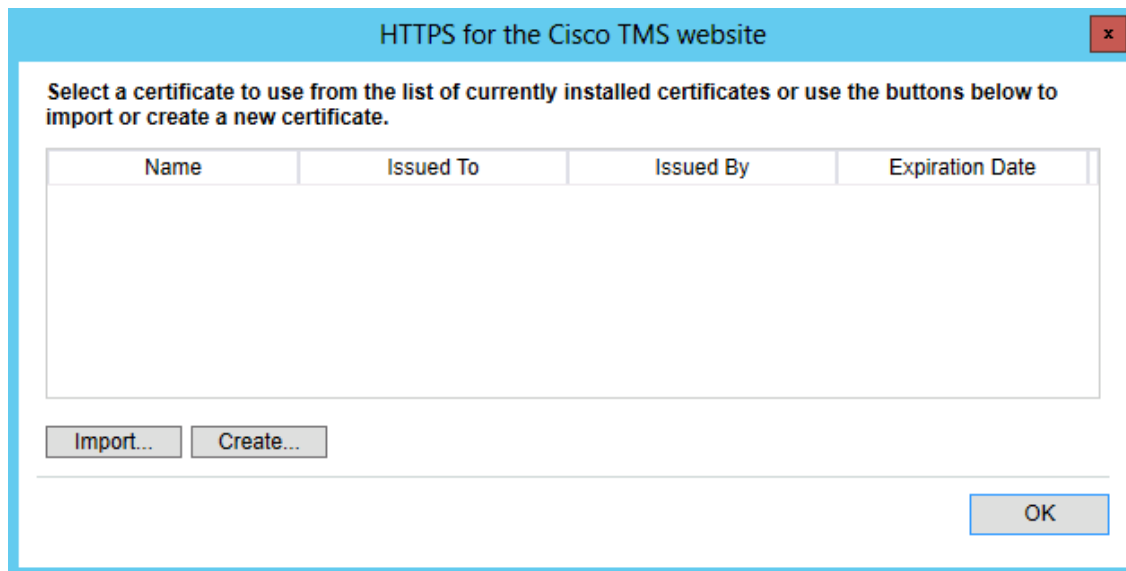 HTTPS for the Cisco TMS website
x
Select a certificate to use from the list of currently installed certificates or use the buttons below to
import or create a new certificate.
Name Issued To Issued By Expiration Date
Import... Create...
OK